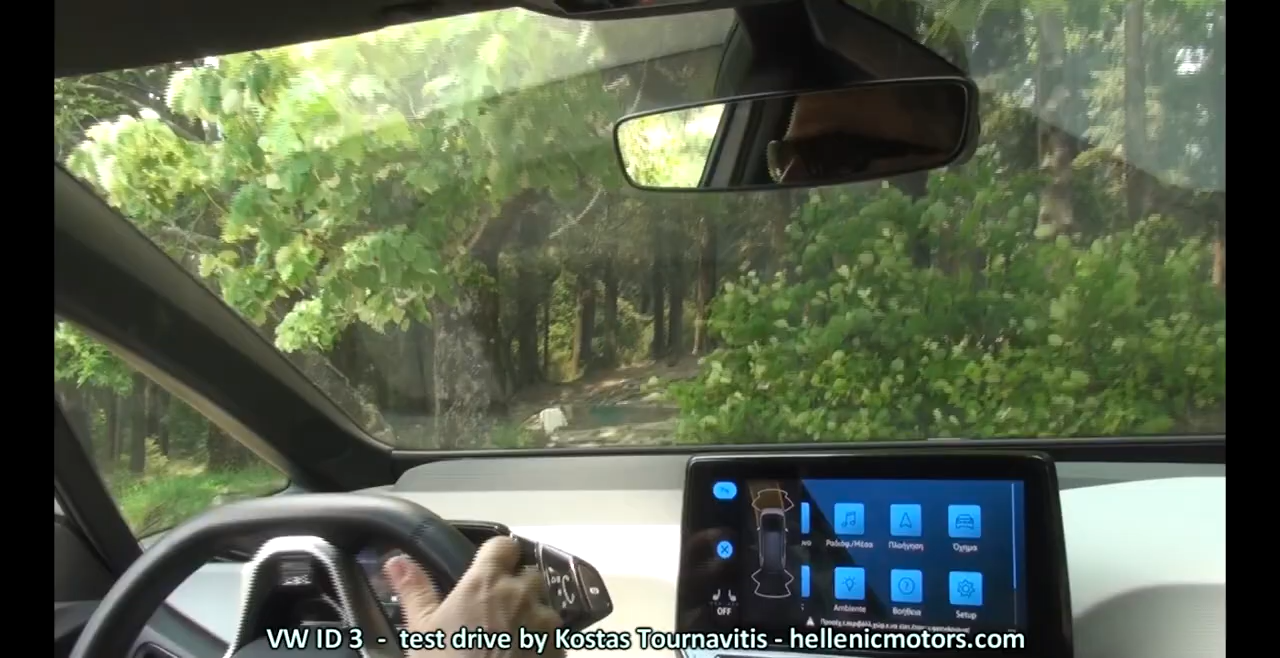 Ραδιόφ./Μέσα
Πλοήγηση
Όχημα
Ambiente
Βοήθεια
Setup
OFF
VW ID 3 - test drive by Kostas Tournavitis - hellenicmotors.com